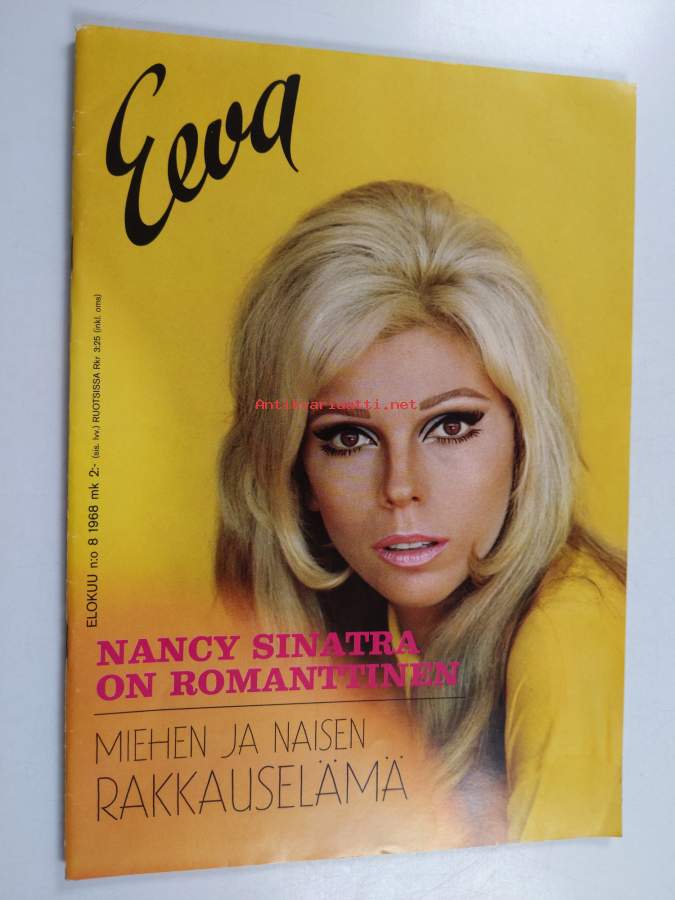 Eeva
ELOKUU n:o 8 1968 mk 2:- (sis. lvv.) RUOTSISSA Rkr 3:25 (inkl. oms)
Antikvariaatti.net
NANCY SINATRA
ON ROMANTTINEN
MIEHEN JA NAISEN
RAKKAUSELÄMÄ